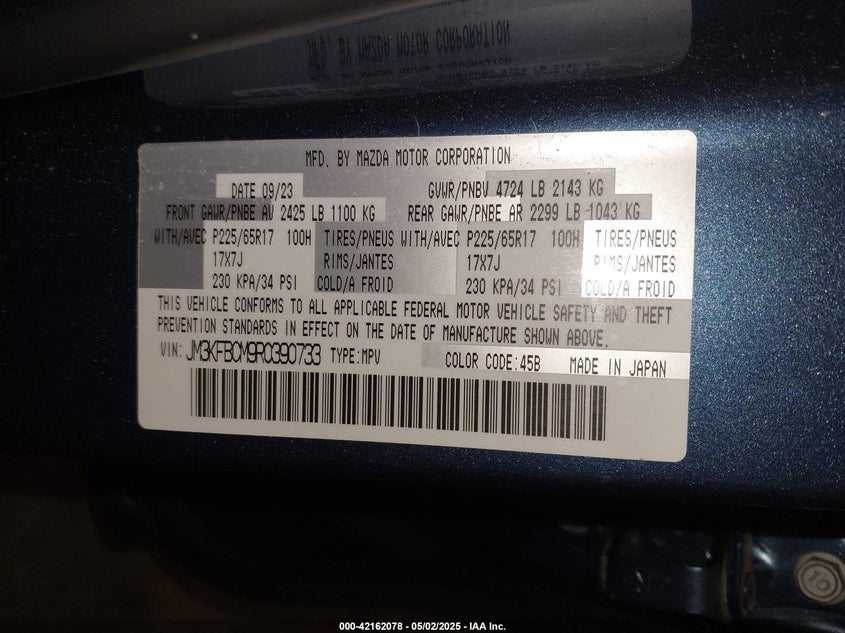 MFD. BY MAZDA MOTOR CORPORATION
DATE 09/23 GVWR/PNBV 4724 LB 2143 KG
FRONT GAWR/PNBE AV 2425 LB 1100 KG REAR GAWR/PNBE AR 2299 LB 1043 KG
WITH/AVEC P225/65R17 100H TIRES/PNEUS WITH/AVEC P225/65R17 100H TIRES/PNEUS
17X7J RIMS/JANTES 17X7J RIMS/JANTES
230 KPA/34 PSI COLD/A FROID 230 KPA/34 PSI COLD/A FROID
THIS VEHICLE CONFORMS TO ALL APPLICABLE FEDERAL MOTOR VEHICLE SAFETY AND THEFT
PREVENTION STANDARDS IN EFFECT ON THE DATE OF MANUFACTURE SHOWN ABOVE.
VIN: JM3KFBCM9R0390733 TYPE:MPV COLOR CODE:45B MADE IN JAPAN
000-42162078 - 05/02/2025 - IAA Inc.